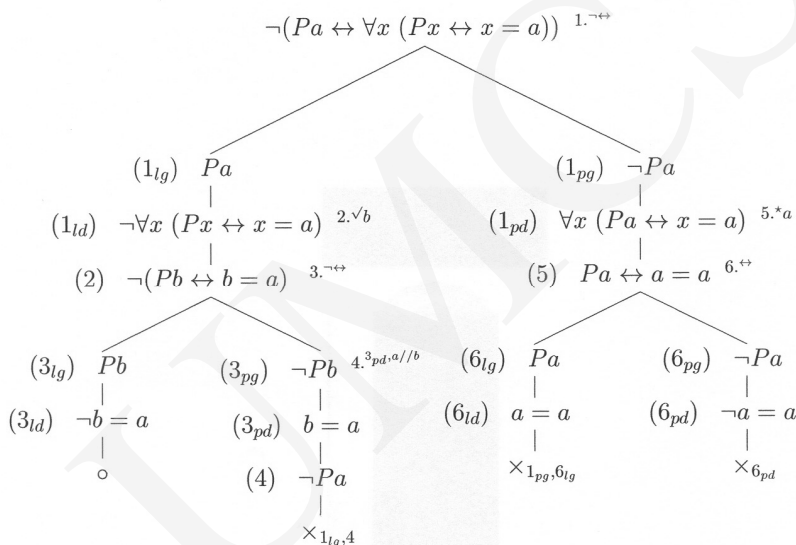 ¬(Pa ↔ ∀x (Px ↔ x = a)) 1.¬↔
(1lg) Pa (1pg) ¬Pa
(1ld) ¬∀x (Px ↔ x = a) 2.√b (1pd) ∀x (Pa ↔ x = a) 5.⋆a
(2) ¬(Pb ↔ b = a) 3.¬↔ (5) Pa ↔ a = a 6.↔
(3lg) Pb (3pg) ¬Pb 4.3pd,a//b (6lg) Pa (6pg) ¬Pa
(3ld) ¬b = a (3pd) b = a (6ld) a = a (6pd) ¬a = a
∘ (4) ¬Pa ×1pg,6lg ×6pd
×1lg,4
UMCS